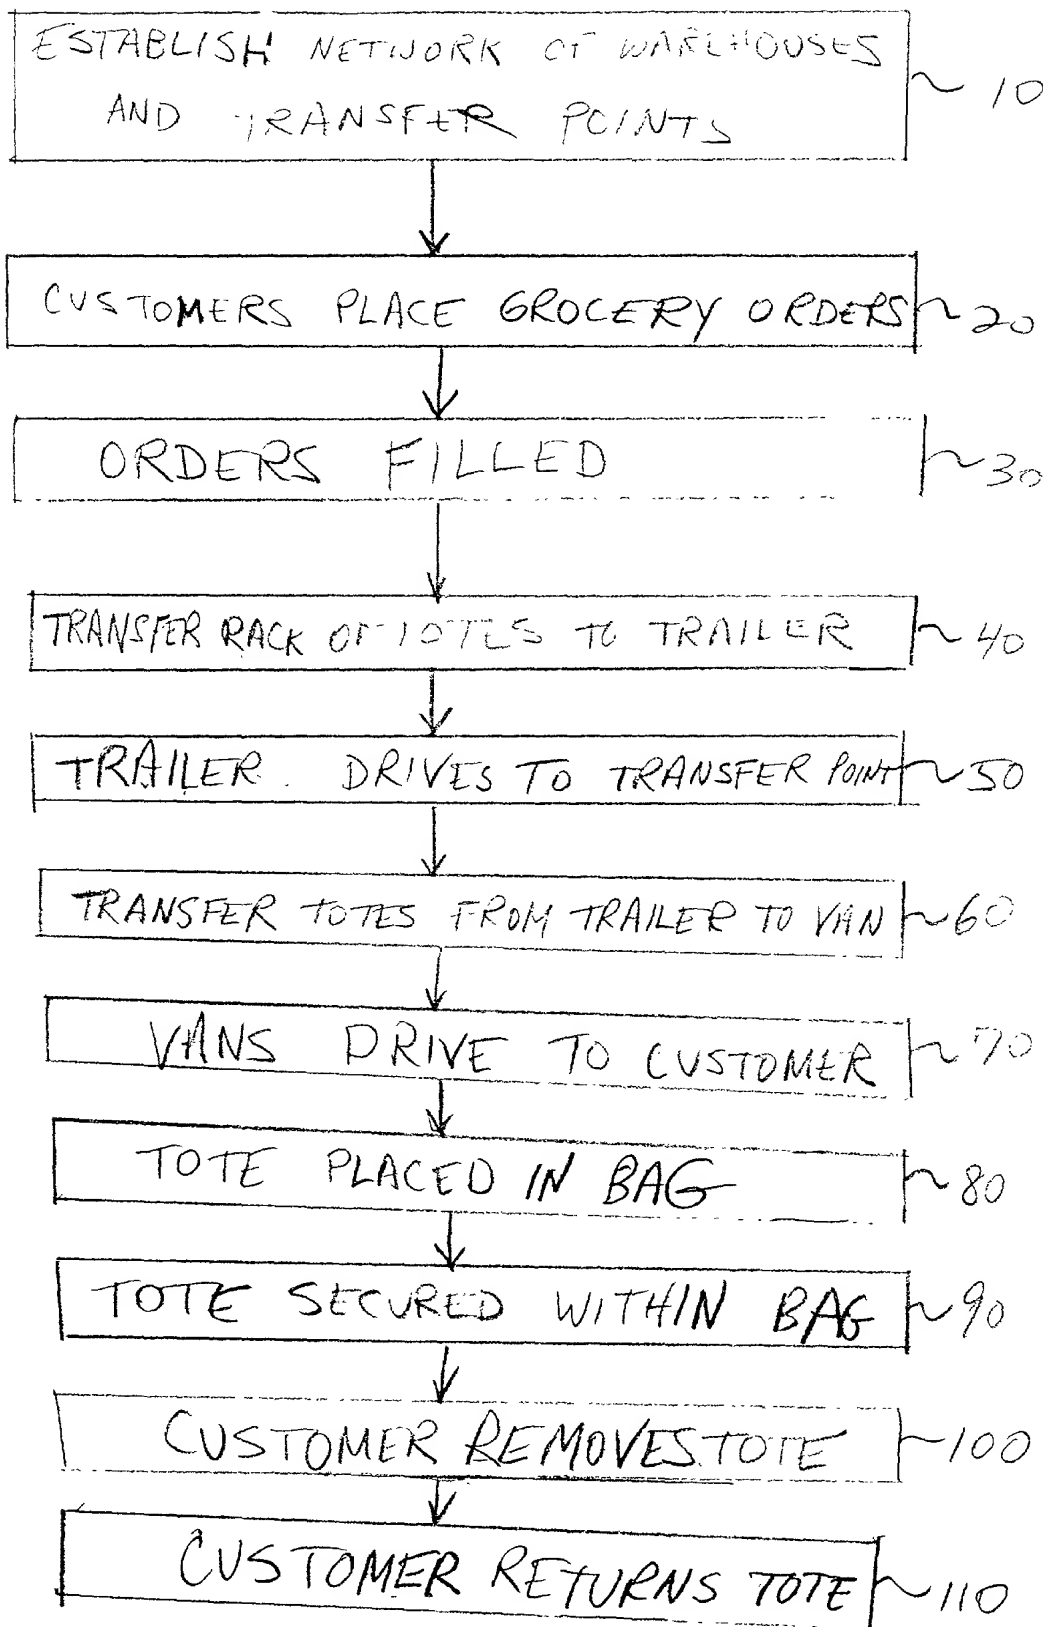 ESTABLISH NETWORK OF WAREHOUSES
AND TRANSFER POINTS
10
CUSTOMERS PLACE GROCERY ORDERS
20
ORDERS FILLED
30
TRANSFER RACK OF TOTES TO TRAILER
40
TRAILER DRIVES TO TRANSFER POINT
50
TRANSFER TOTES FROM TRAILER TO VAN
60
VANS DRIVE TO CUSTOMER
70
TOTE PLACED IN BAG
80
TOTE SECURED WITHIN BAG
90
CUSTOMER REMOVES TOTE
100
CUSTOMER RETURNS TOTE
110